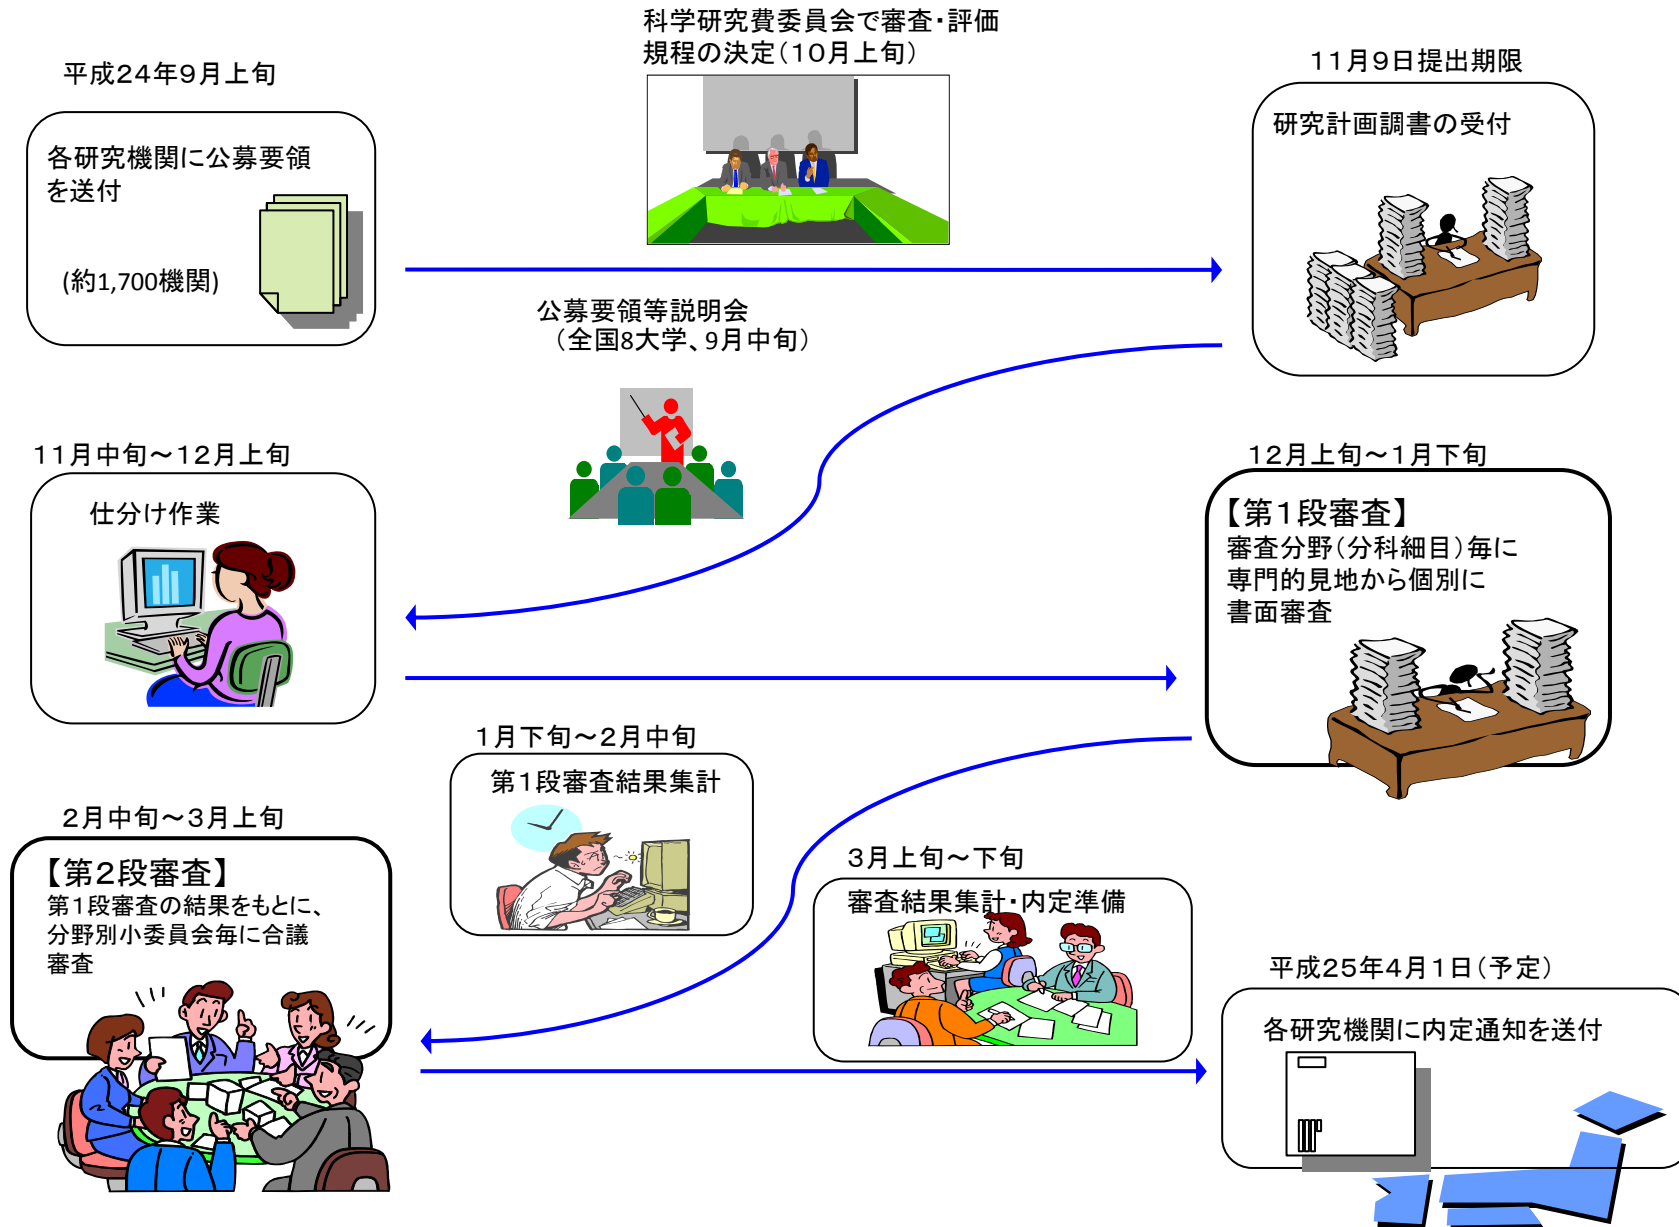 平成24年9月上旬
各研究機関に公募要領
を送付
(約1,700機関)
科学研究費委員会で審査・評価
規程の決定(10月上旬)
公募要領等説明会
(全国8大学、9月中旬)
11月9日提出期限
研究計画調書の受付
11月中旬～12月上旬
仕分け作業
12月上旬～1月下旬
【第1段審査】
審査分野(分科細目)毎に
専門的見地から個別に
書面審査
1月下旬～2月中旬
第1段審査結果集計
2月中旬～3月上旬
【第2段審査】
第1段審査の結果をもとに、
分野別小委員会毎に合議
審査
3月上旬～下旬
審査結果集計・内定準備
平成25年4月1日(予定)
各研究機関に内定通知を送付